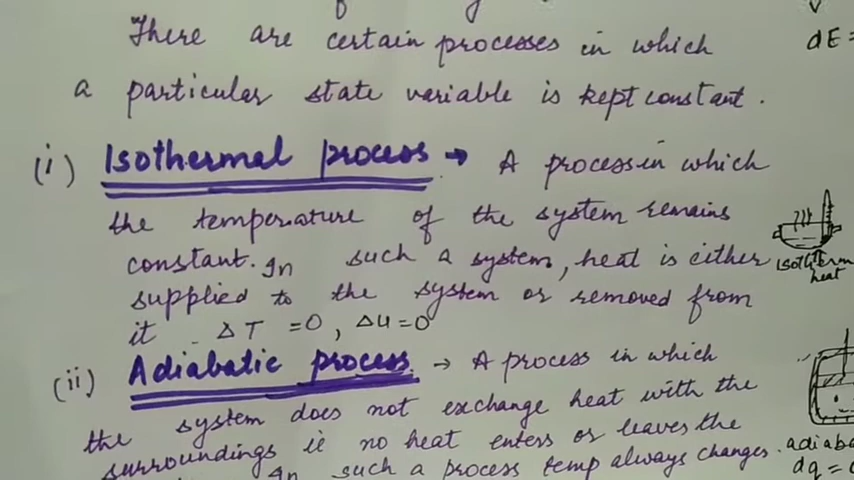 There are certain processes in which
dE =
a particular state variable is kept constant.
(i) Isothermal process → A process in which
the temperature of the system remains
constant. In such a system, heat is either
supplied to the system or removed from
it ΔT = 0, ΔU = 0
isotherm
heat
(ii) Adiabatic process → A process in which
the system does not exchange heat with the
surroundings ie no heat enters or leaves the
In such a process temp always changes.
adiaba
dq =